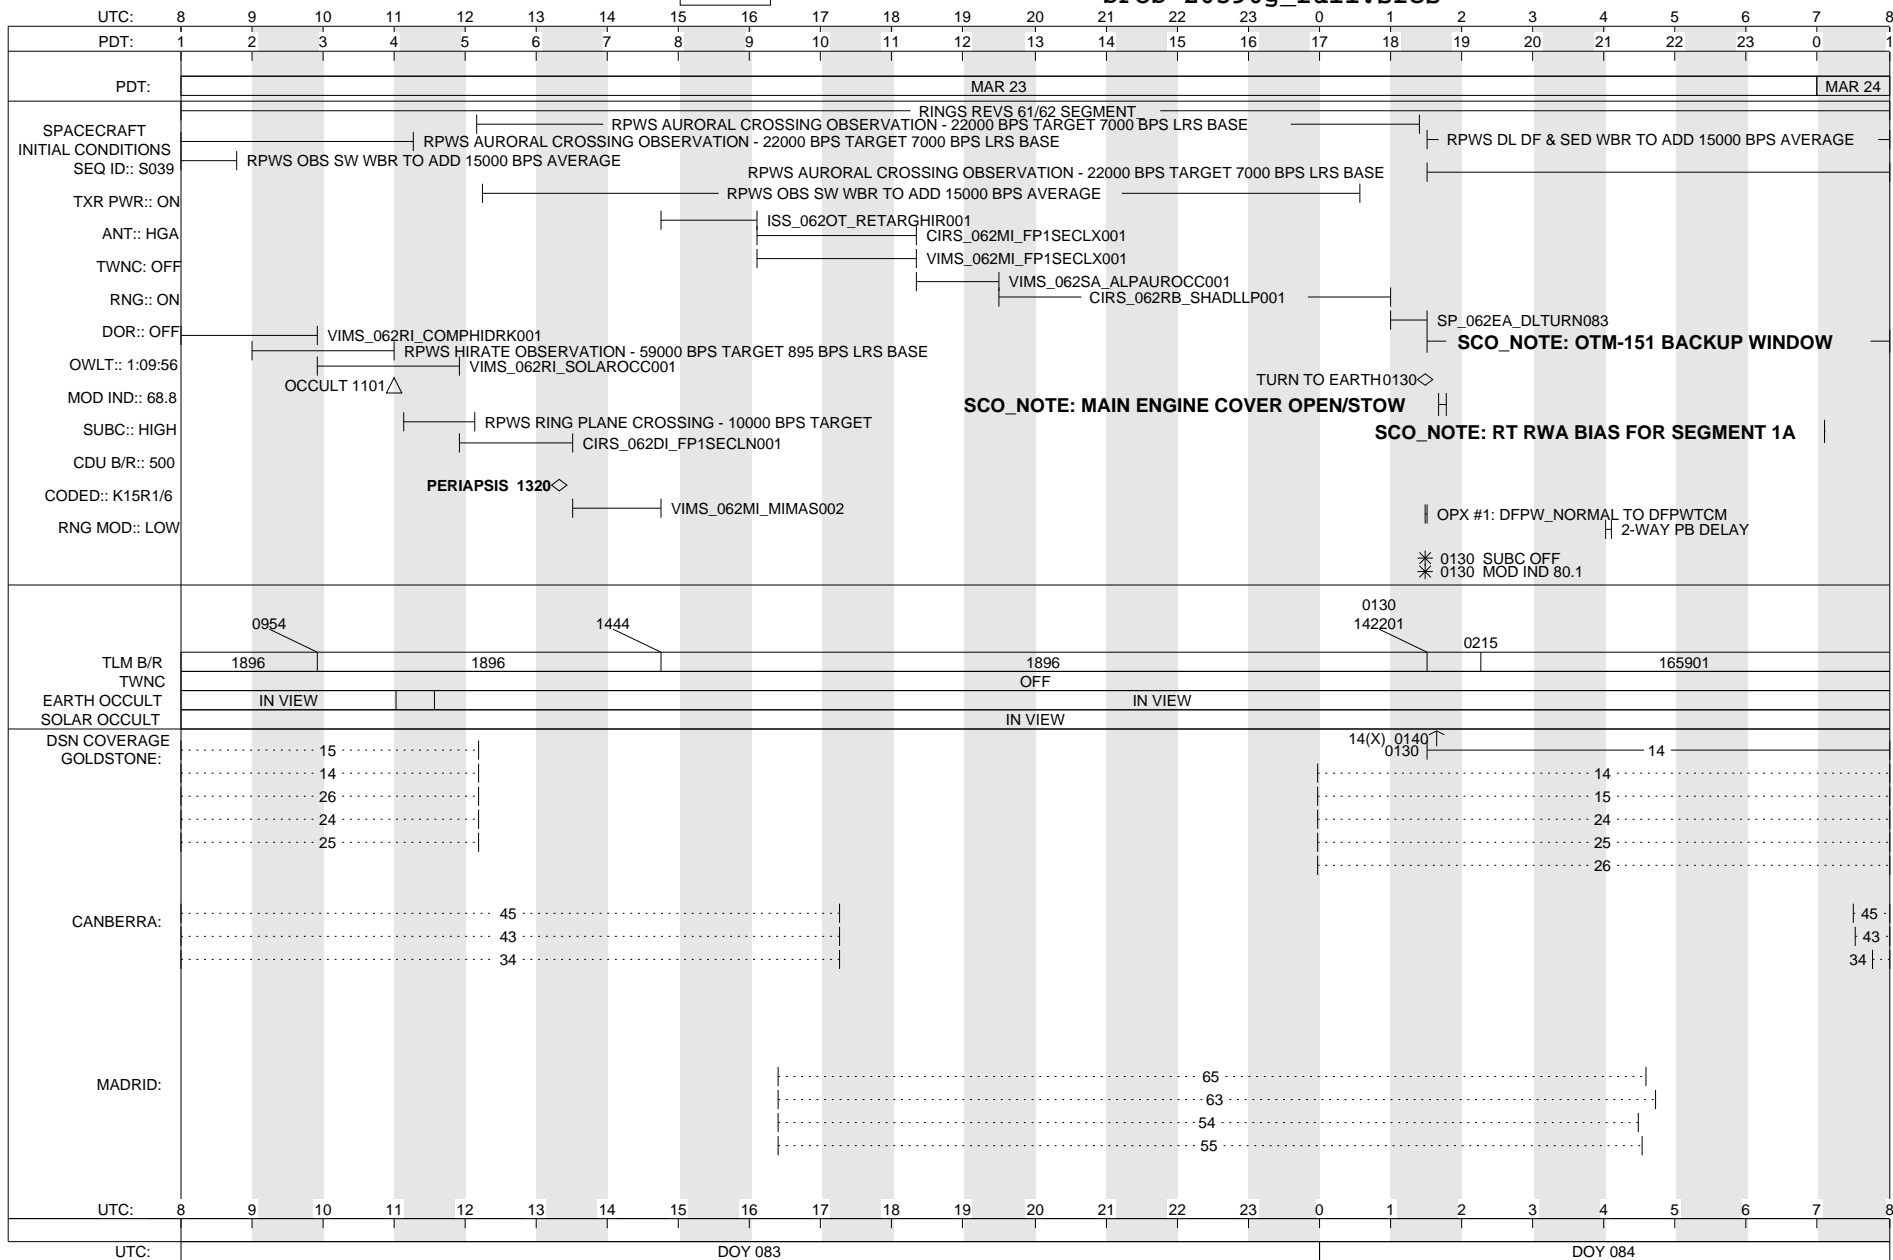 UTC: 8 9 10 11 12 13 14 15 16 17 18 19 20 21 22 23 0 1 2 3 4 5 6 7 8
PDT: 1 2 3 4 5 6 7 8 9 10 11 12 13 14 15 16 17 18 19 20 21 22 23 0 1
PDT: MAR 23 MAR 24
RINGS REVS 61/62 SEGMENT
SPACECRAFT
INITIAL CONDITIONS
RPWS AURORAL CROSSING OBSERVATION - 22000 BPS TARGET 7000 BPS LRS BASE
RPWS AURORAL CROSSING OBSERVATION - 22000 BPS TARGET 7000 BPS LRS BASE
RPWS DL DF & SED WBR TO ADD 15000 BPS AVERAGE
RPWS OBS SW WBR TO ADD 15000 BPS AVERAGE
SEQ ID:: S039
RPWS AURORAL CROSSING OBSERVATION - 22000 BPS TARGET 7000 BPS LRS BASE
RPWS OBS SW WBR TO ADD 15000 BPS AVERAGE
TXR PWR:: ON
ISS_062OT_RETARGHIR001
ANT:: HGA
CIRS_062MI_FP1SECLX001
VIMS_062MI_FP1SECLX001
TWNC: OFF
VIMS_062SA_ALPAUROCC001
RNG:: ON
CIRS_062RB_SHADLLP001
SP_062EA_DLTURN083
DOR:: OFF
VIMS_062RI_COMPHIDRK001
SCO_NOTE: OTM-151 BACKUP WINDOW
RPWS HIRATE OBSERVATION - 59000 BPS TARGET 895 BPS LRS BASE
OWLT:: 1:09:56
VIMS_062RI_SOLAROCC001
OCCULT 1101
TURN TO EARTH 0130
MOD IND:: 68.8
SCO_NOTE: MAIN ENGINE COVER OPEN/STOW
RPWS RING PLANE CROSSING - 10000 BPS TARGET
SUBC:: HIGH
SCO_NOTE: RT RWA BIAS FOR SEGMENT 1A
CIRS_062DI_FP1SECLN001
CDU B/R:: 500
PERIAPSIS 1320
CODED:: K15R1/6
VIMS_062MI_MIMAS002
OPX #1: DFPW_NORMAL TO DFPWTCM
RNG MOD:: LOW
2-WAY PB DELAY
0130 SUBC OFF
0130 MOD IND 80.1
0954 1444 0130
142201
0215
TLM B/R 1896 1896 1896 165901
TWNC OFF
EARTH OCCULT IN VIEW IN VIEW
SOLAR OCCULT IN VIEW
DSN COVERAGE
GOLDSTONE:
14(X) 0140
0130 14
15
14 14
26 15
24 24
25 25
26
CANBERRA:
45 45
43 43
34 34
MADRID:
65
63
54
55
UTC: 8 9 10 11 12 13 14 15 16 17 18 19 20 21 22 23 0 1 2 3 4 5 6 7 8
UTC: DOY 083 DOY 084